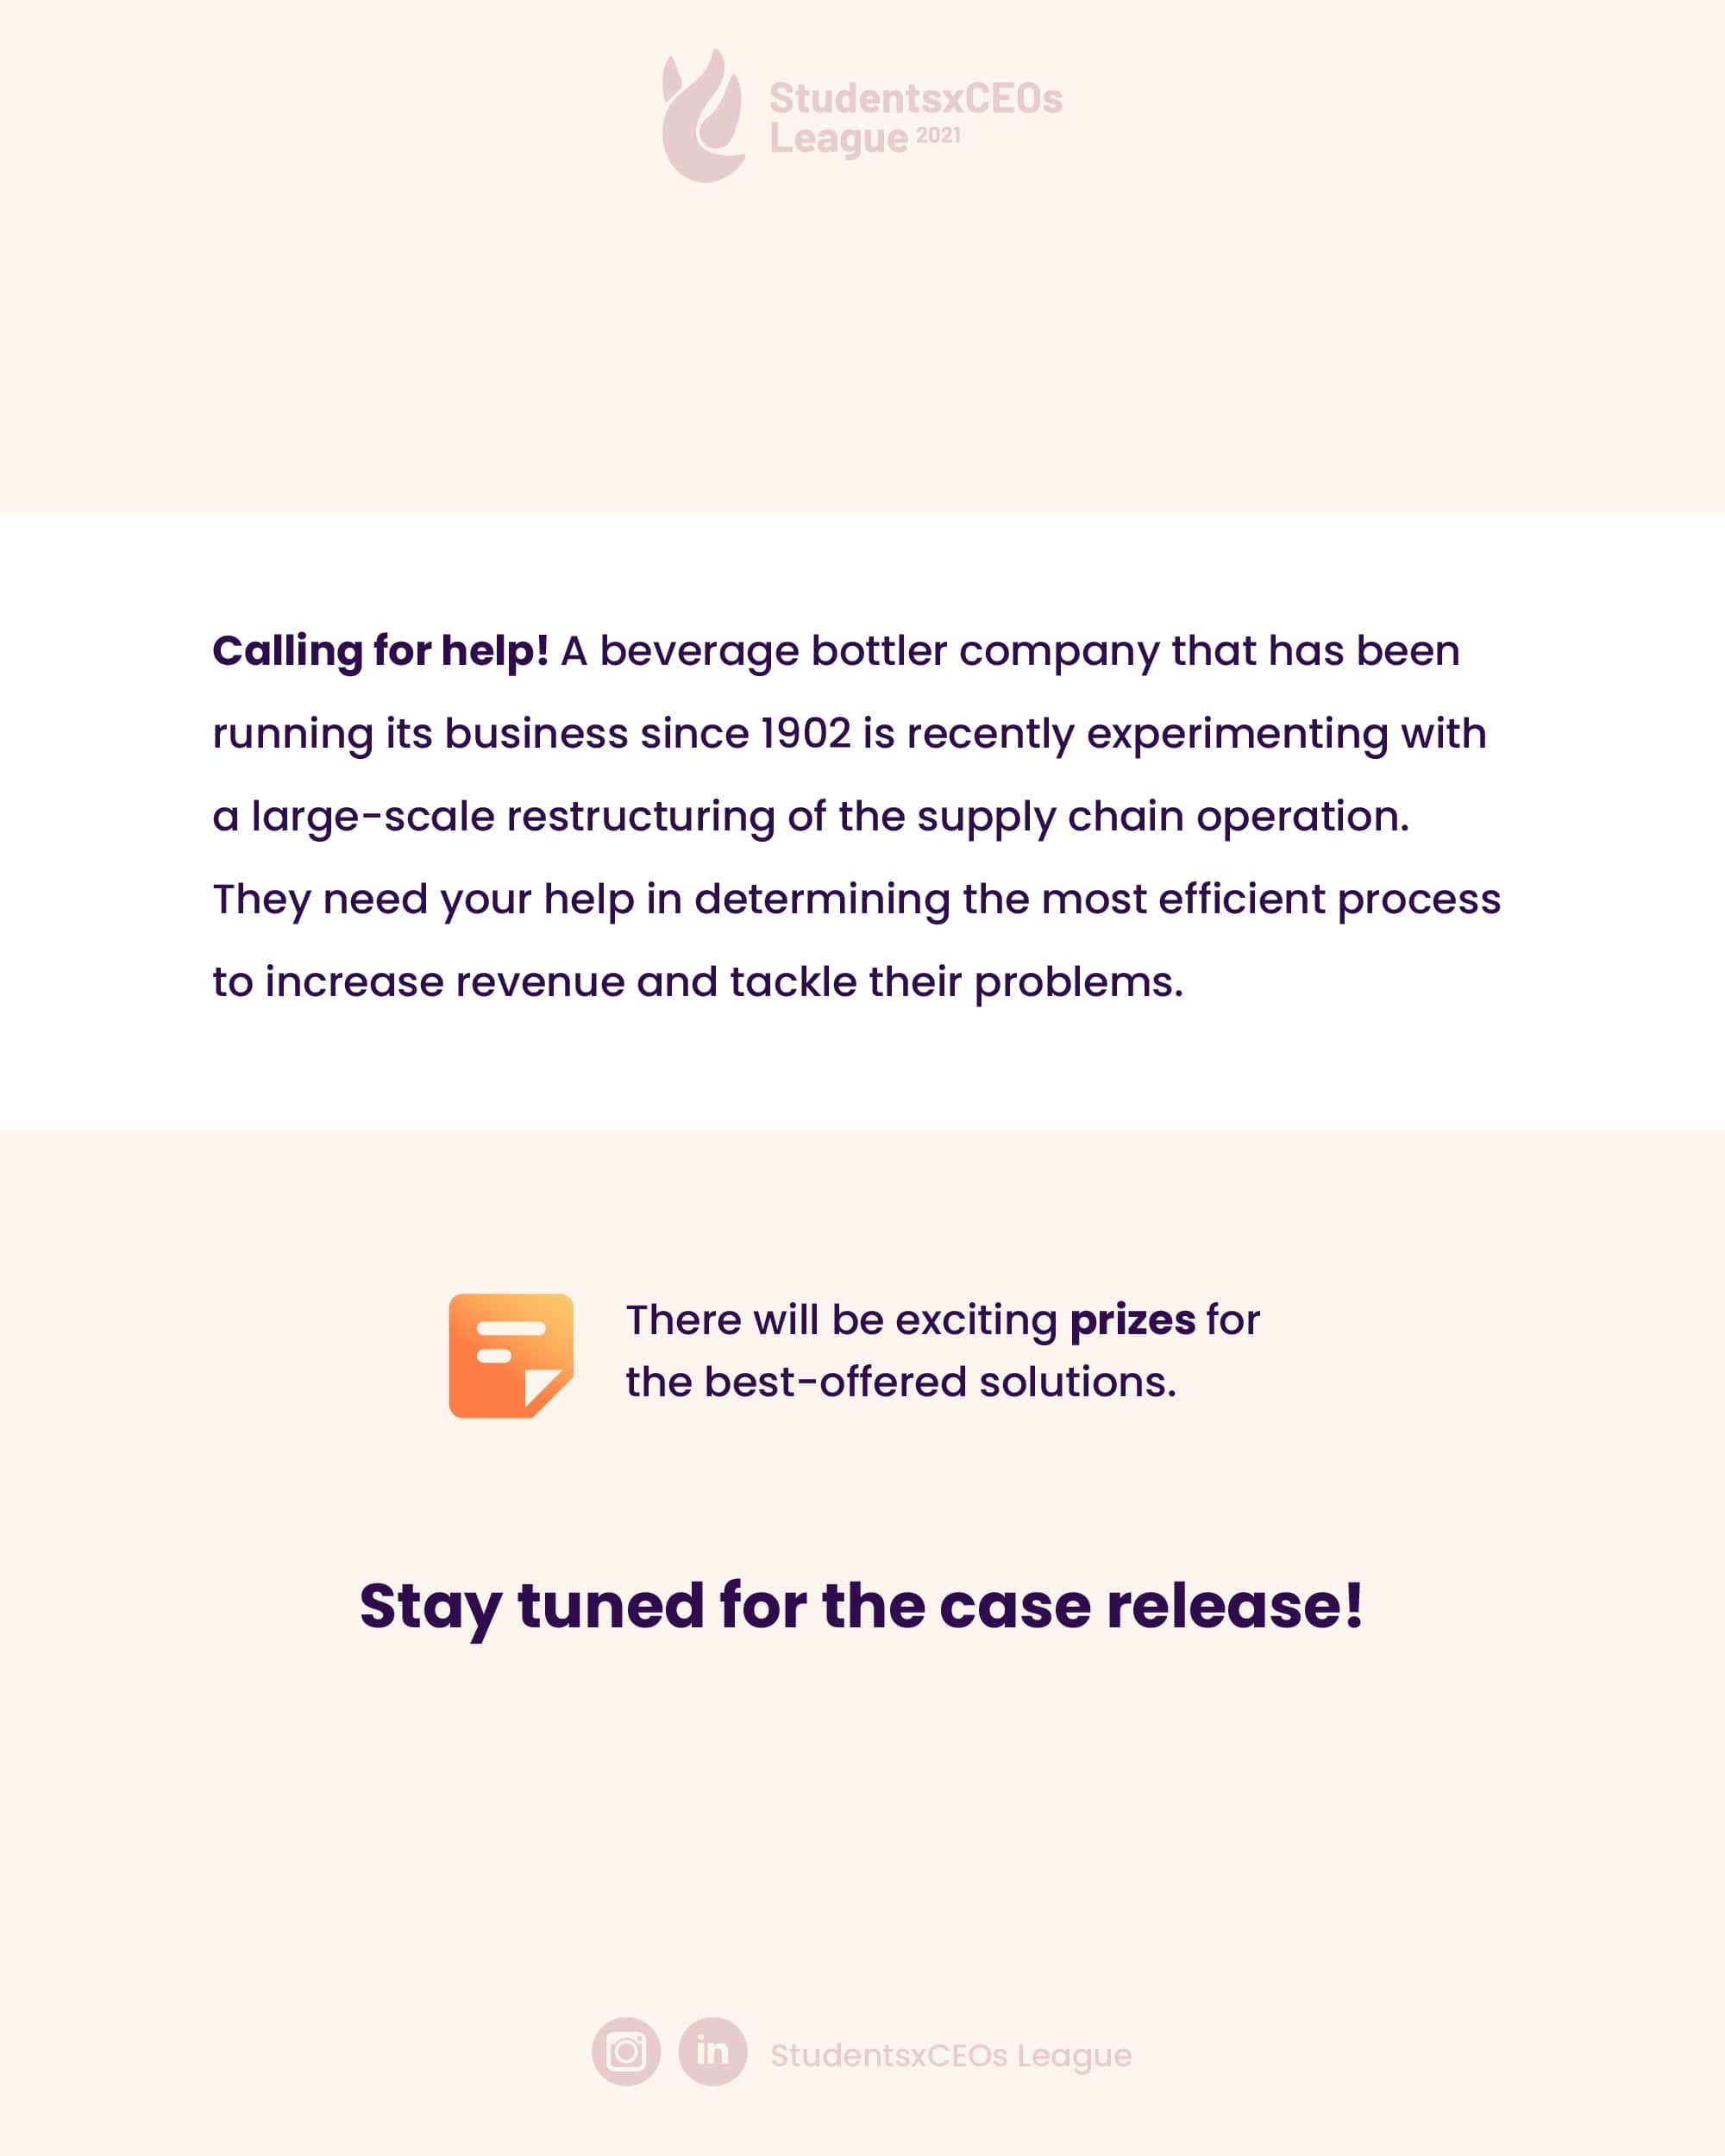 StudentsxCEOs
League 2021
Calling for help! A beverage bottler company that has been
running its business since 1902 is recently experimenting with
a large-scale restructuring of the supply chain operation.
They need your help in determining the most efficient process
to increase revenue and tackle their problems.
There will be exciting prizes for
the best-offered solutions.
Stay tuned for the case release!
in StudentsxCEOs League